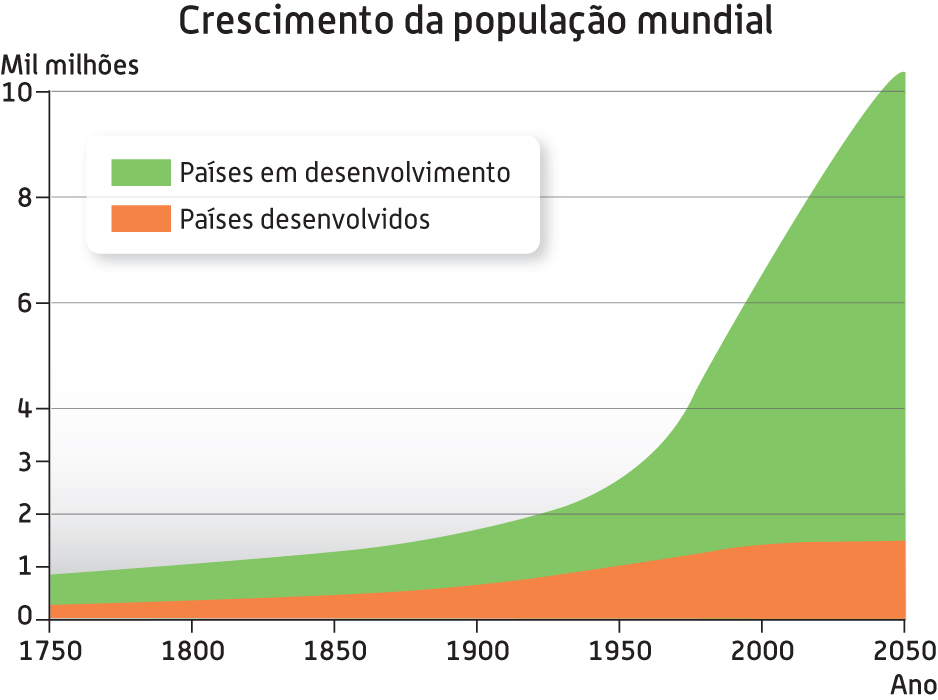 Crescimento da população mundial
Mil milhões
10
8
6
4
3
2
1
0
Países em desenvolvimento
Países desenvolvidos
1750 1800 1850 1900 1950 2000 2050
Ano